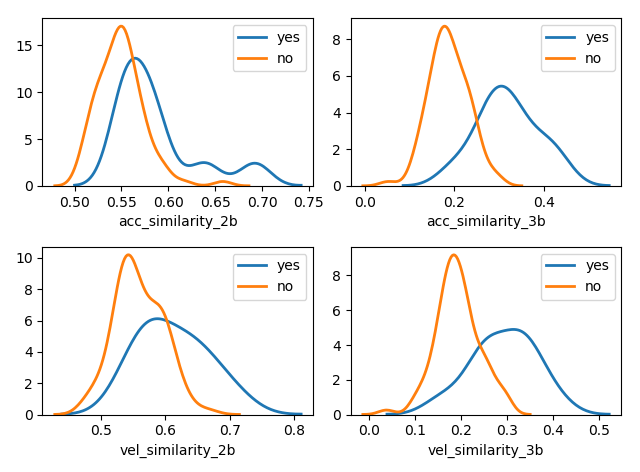 15
10
5
0
0.50 0.55 0.60 0.65 0.70 0.75
acc_similarity_2b
yes
no
8
6
4
2
0
0.0 0.2 0.4
acc_similarity_3b
yes
no
10
8
6
4
2
0
0.5 0.6 0.7 0.8
vel_similarity_2b
yes
no
8
6
4
2
0
0.0 0.1 0.2 0.3 0.4 0.5
vel_similarity_3b
yes
no